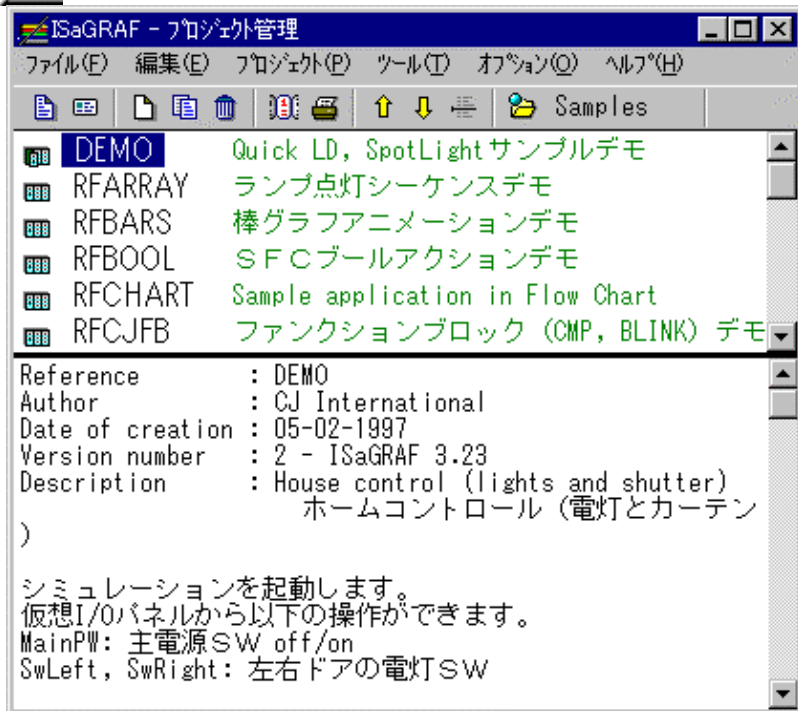 ISaGRAF - プロジェクト管理
ファイル(F) 編集(E) プロジェクト(P) ツール(T) オプション(O) ヘルプ(H)
Samples
DEMO Quick LD, SpotLightサンプルデモ
RFARRAY ランプ点灯シーケンスデモ
RFBARS 棒グラフアニメーションデモ
RFBOOL ＳＦＣブールアクションデモ
RFCHART Sample application in Flow Chart
RFCJFB ファンクションブロック (CMP, BLINK) デモ
Reference : DEMO
Author : CJ International
Date of creation : 05-02-1997
Version number : 2 - ISaGRAF 3.23
Description : House control (lights and shutter)
ホームコントロール (電灯とカーテン
)
シミュレーションを起動します。
仮想I/Oパネルから以下の操作ができます。
MainPW: 主電源ＳＷ off/on
SwLeft, SwRight: 左右ドアの電灯ＳＷ